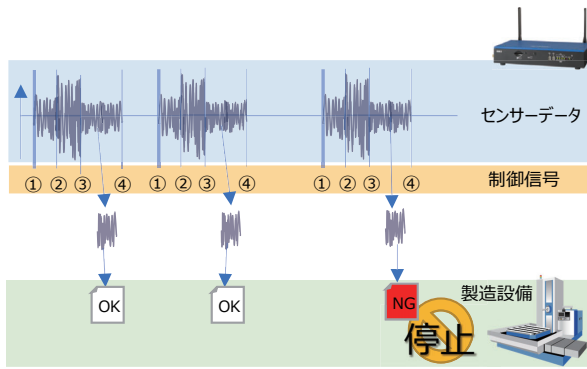 センサーデータ
① ② ③ ④ ① ② ③ ④ ① ② ③ ④ 制御信号
製造設備
OK OK NG
停止